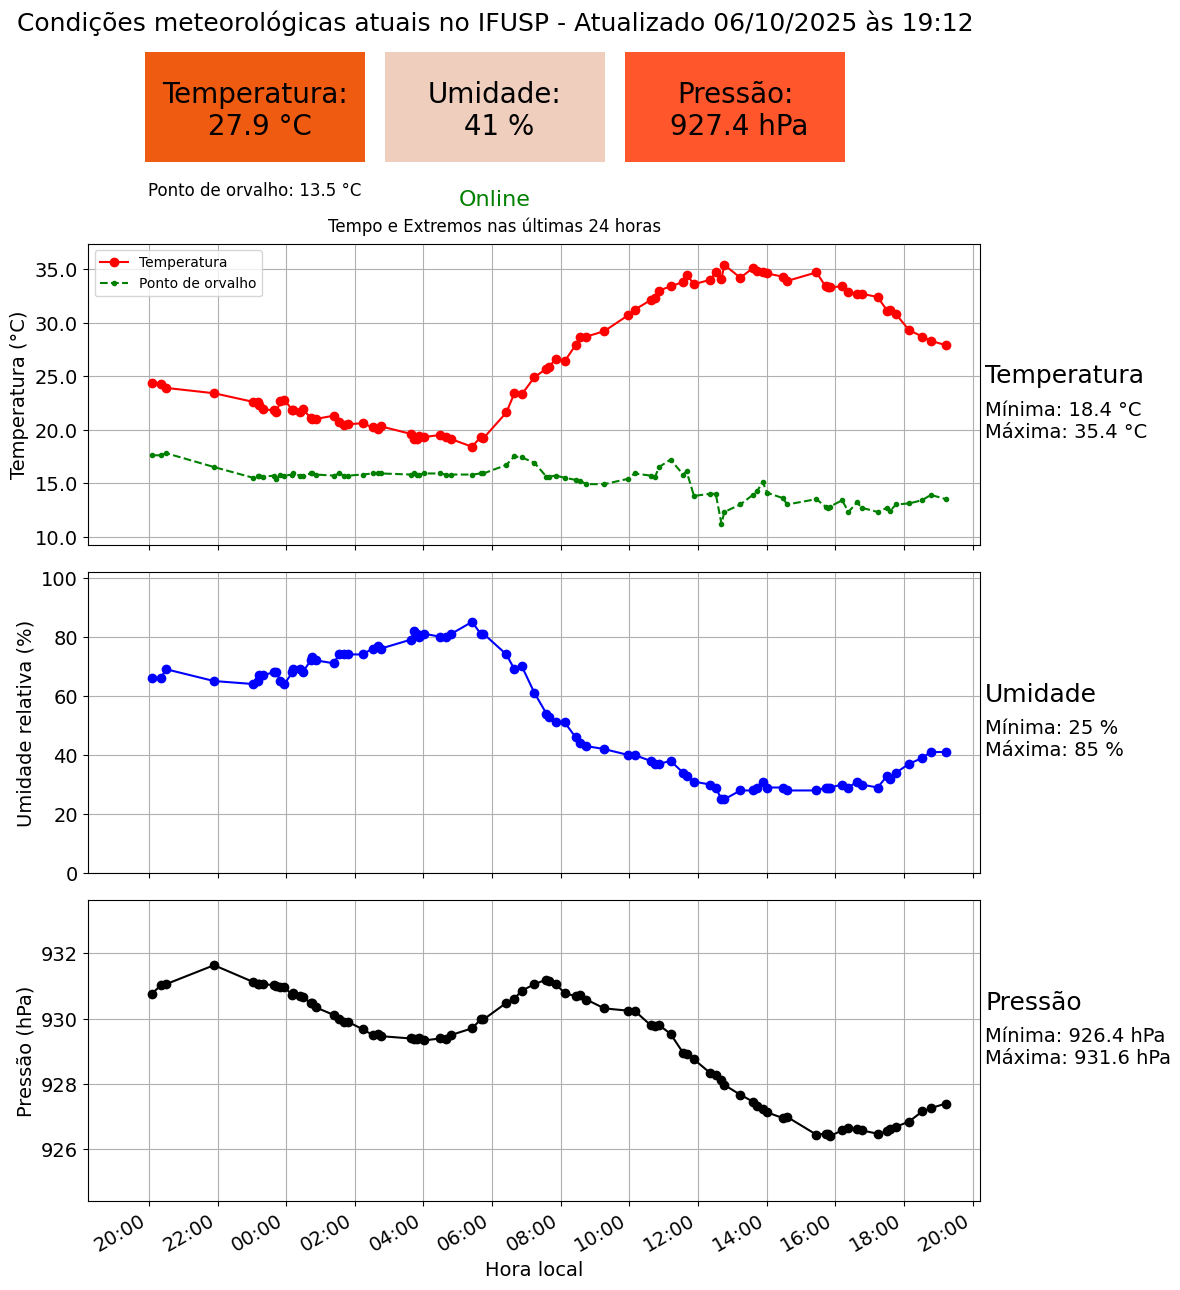 Condições meteorológicas atuais no IFUSP - Atualizado 06/10/2025 às 19:12
Temperatura:
27.9 °C
Umidade:
41 %
Pressão:
927.4 hPa
Ponto de orvalho: 13.5 °C
Online
Tempo e Extremos nas últimas 24 horas
Temperatura
Ponto de orvalho
Temperatura (°C)
35.0
30.0
25.0
20.0
15.0
10.0
Temperatura
Mínima: 18.4 °C
Máxima: 35.4 °C
Umidade relativa (%)
100
80
60
40
20
0
Umidade
Mínima: 25 %
Máxima: 85 %
Pressão (hPa)
932
930
928
926
Pressão
Mínima: 926.4 hPa
Máxima: 931.6 hPa
20:00
22:00
00:00
02:00
04:00
06:00
08:00
10:00
12:00
14:00
16:00
18:00
20:00
Hora local